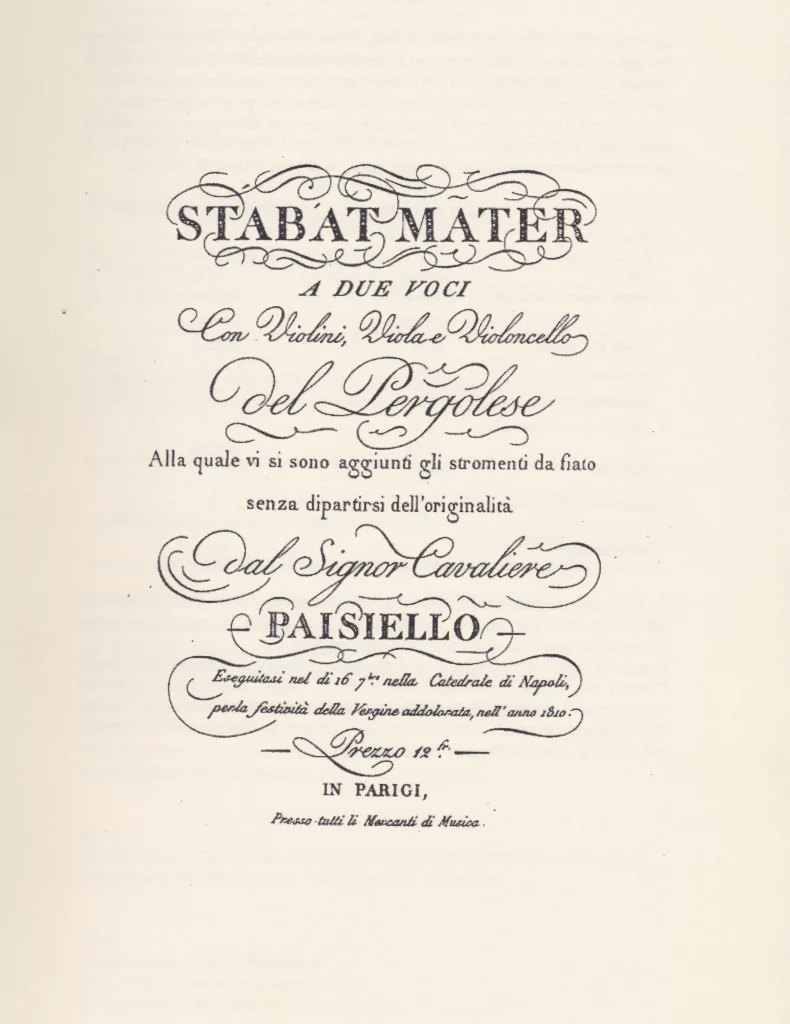 STABAT MATER
A DUE VOCI
Con Violini, Viola e Violoncello
del Pergolese
Alla quale vi si sono aggiunti gli stromenti da fiato
senza dipartirsi dell'originalità
dal Signor Cavaliere
PAISIELLO
Eseguitasi nel di 16 7.bre nella Catedrale di Napoli,
per la festività della Vergine addolorata, nell'anno 1810.
Prezzo 12 fr.
IN PARIGI,
Presso tutti li Mercanti di Musica.